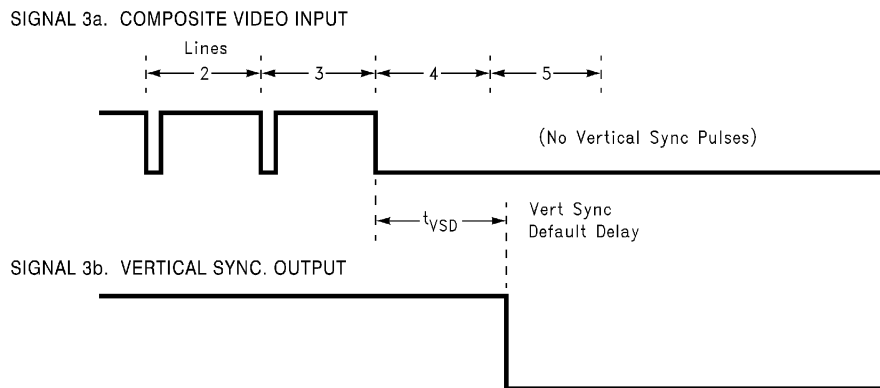 SIGNAL 3a. COMPOSITE VIDEO INPUT
Lines
2 3 4 5
(No Vertical Sync Pulses)
tVSD
Vert Sync
Default Delay
SIGNAL 3b. VERTICAL SYNC. OUTPUT